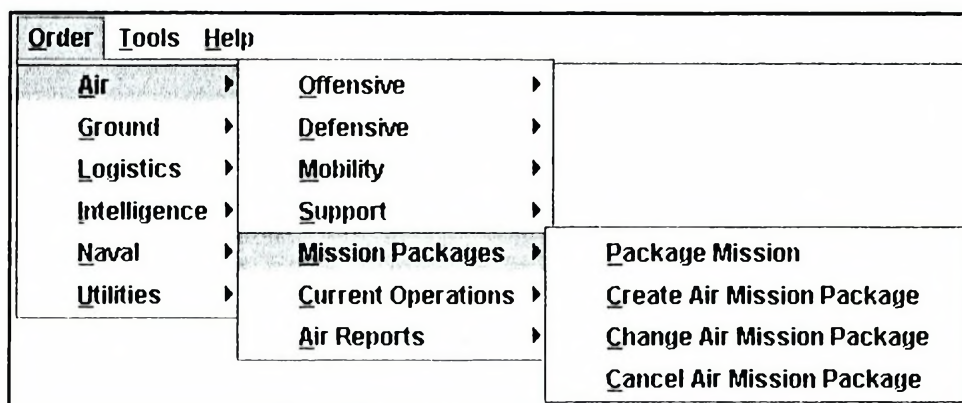 Order Tools Help
Air
Ground
Logistics
Intelligence
Naval
Utilities
Offensive
Defensive
Mobility
Support
Mission Packages
Current Operations
Air Reports
Package Mission
Create Air Mission Package
Change Air Mission Package
Cancel Air Mission Package